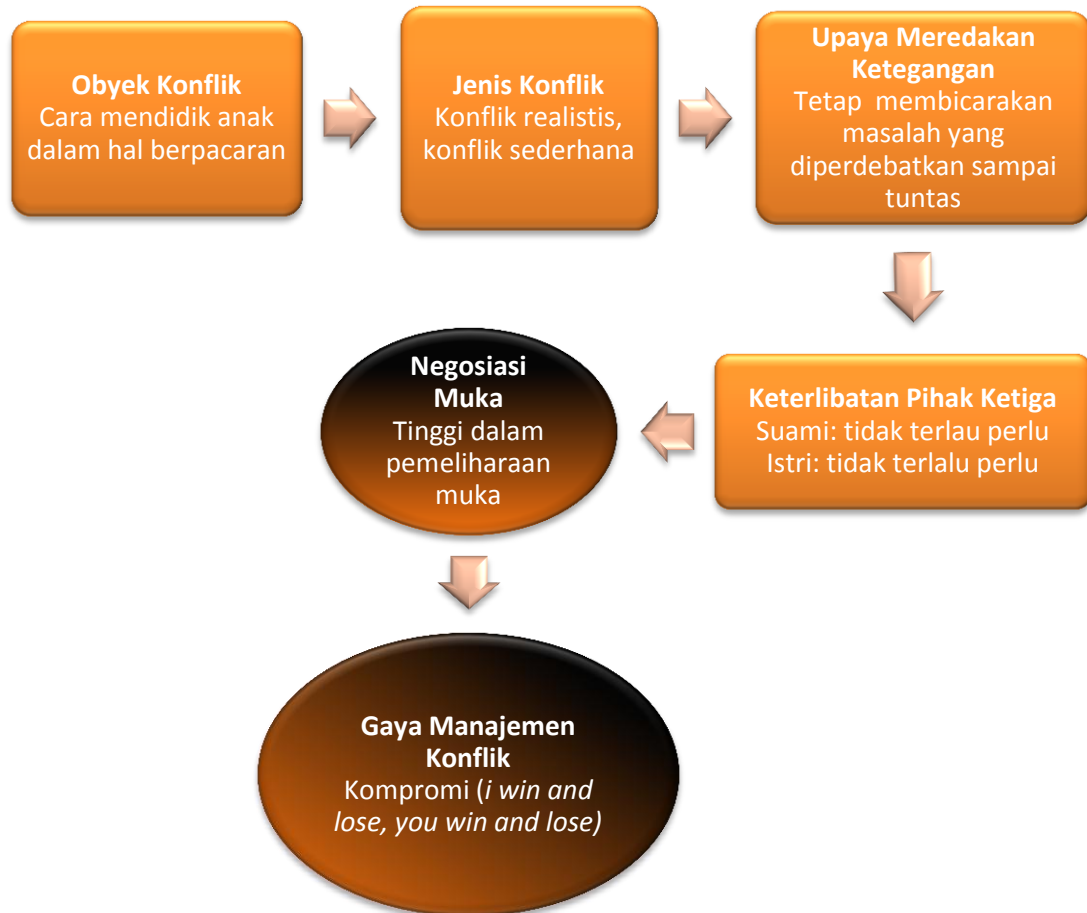 Obyek Konflik
Cara mendidik anak
dalam hal berpacaran
Jenis Konflik
Konflik realistis,
konflik sederhana
Upaya Meredakan
Ketegangan
Tetap membicarakan
masalah yang
diperdebatkan sampai
tuntas
Keterlibatan Pihak Ketiga
Suami: tidak terlau perlu
Istri: tidak terlalu perlu
Negosiasi
Muka
Tinggi dalam
pemeliharaan
muka
Gaya Manajemen
Konflik
Kompromi (i win and
lose, you win and lose)